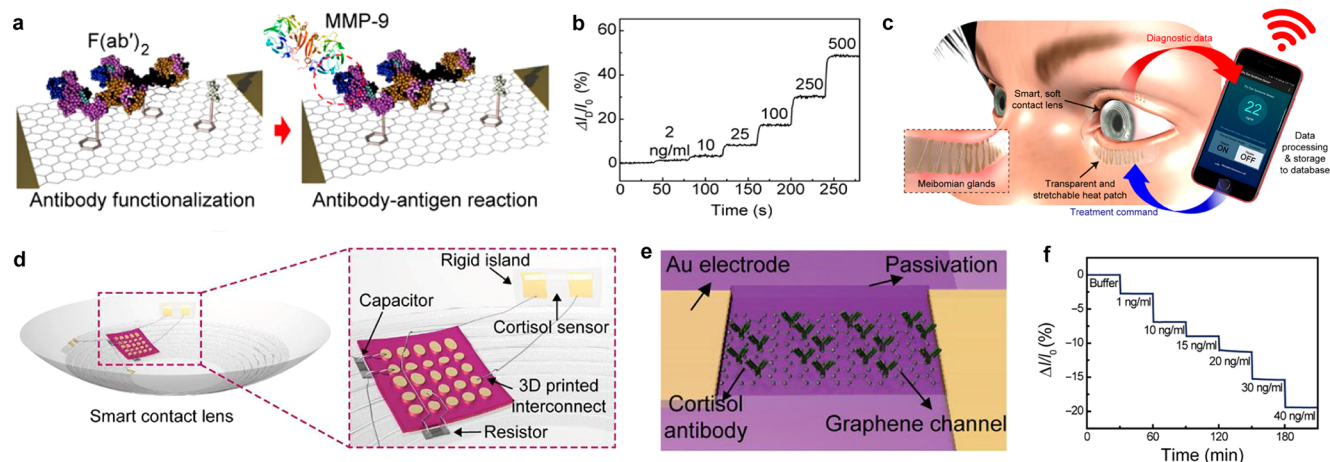 a
F(ab')₂
MMP-9
Antibody functionalization
Antibody-antigen reaction
b
ΔI_D/I₀ (%)
60
40
20
0
2
ng/ml
10
25
100
250
500
0
50
100
150
200
250
280
Time (s)
c
Diagnostic data
Smart, soft
contact lens
22
ON
OFF
Data
processing
& storage
to database
Meibomian glands
Transparent and
stretchable heat patch
Treatment command
d
Smart contact lens
Rigid island
Capacitor
Cortisol sensor
3D printed
interconnect
Resistor
e
Au electrode
Passivation
Cortisol
antibody
Graphene channel
f
ΔI/I₀ (%)
0
−5
−10
−15
−20
Buffer
1 ng/ml
10 ng/ml
15 ng/ml
20 ng/ml
30 ng/ml
40 ng/ml
0
60
120
180
Time (min)